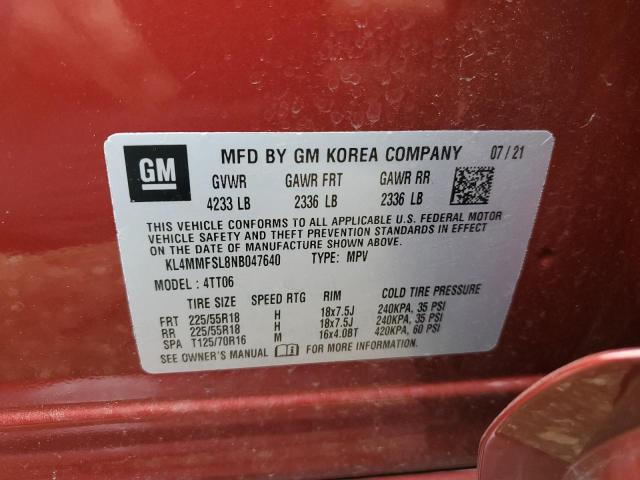 GM
MFD BY GM KOREA COMPANY 07/21
GVWR GAWR FRT GAWR RR
4233 LB 2336 LB 2336 LB
THIS VEHICLE CONFORMS TO ALL APPLICABLE U.S. FEDERAL MOTOR
VEHICLE SAFETY AND THEFT PREVENTION STANDARDS IN EFFECT
ON THE DATE OF MANUFACTURE SHOWN ABOVE.
KL4MMFSL8NB047640 TYPE: MPV
MODEL : 4TT06
TIRE SIZE SPEED RTG RIM COLD TIRE PRESSURE
FRT 225/55R18 H 18x7.5J 240KPA, 35 PSI
RR 225/55R18 H 18x7.5J 240KPA, 35 PSI
SPA T125/70R16 M 16x4.0BT 420KPA, 60 PSI
SEE OWNER'S MANUAL FOR MORE INFORMATION.